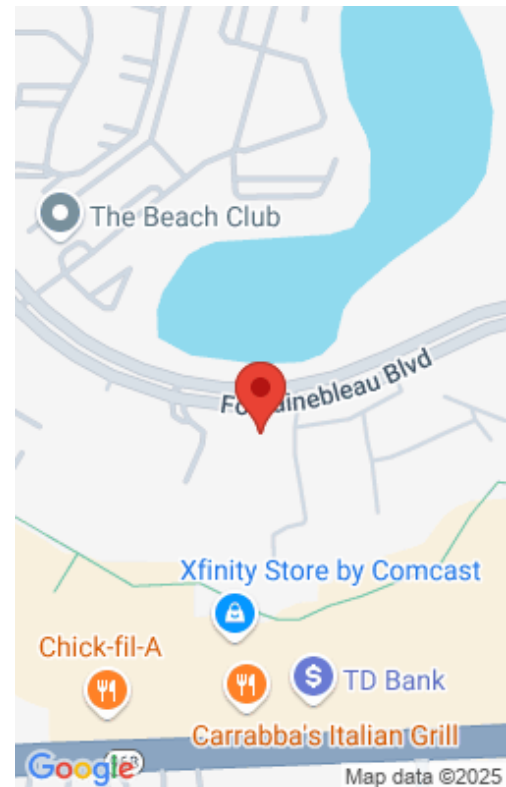 The Beach Club
Fontainebleau Blvd
Xfinity Store by Comcast
Chick-fil-A
TD Bank
Carrabba's Italian Grill
Google
Map data ©2025